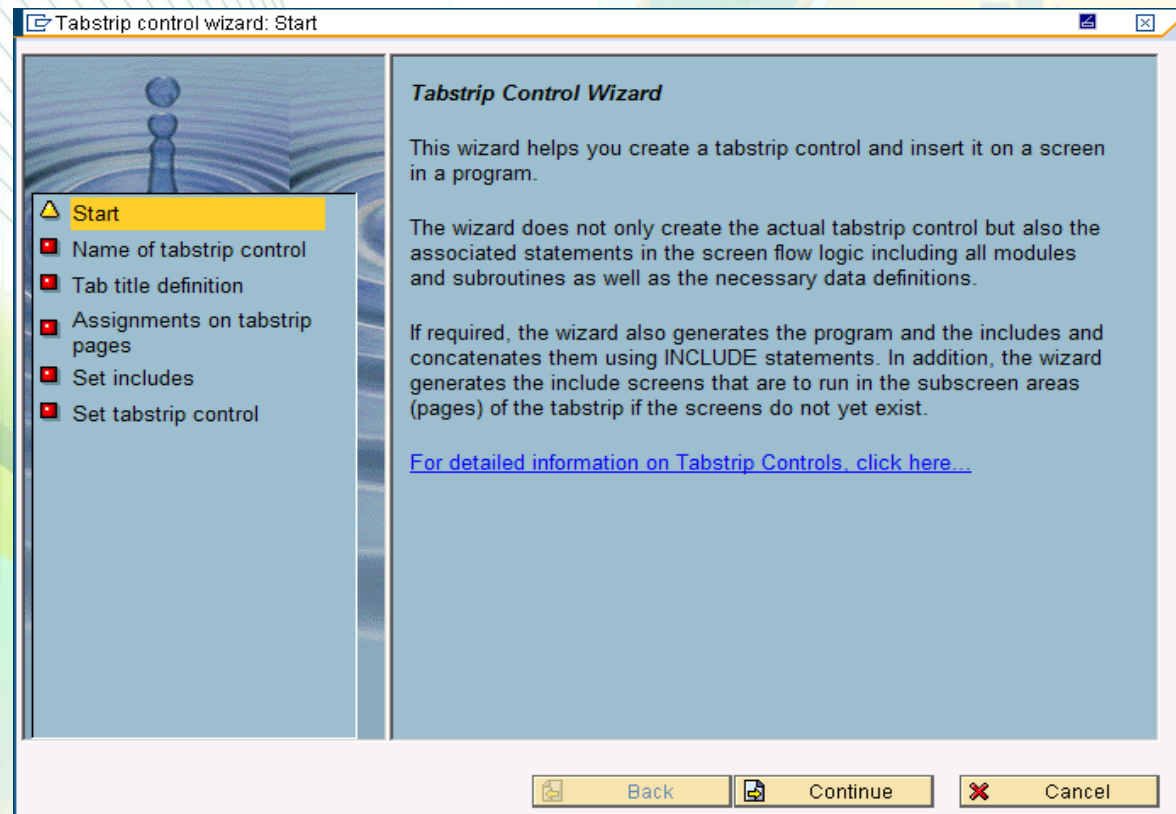 Tabstrip control wizard: Start
Start
Name of tabstrip control
Tab title definition
Assignments on tabstrip
pages
Set includes
Set tabstrip control
Tabstrip Control Wizard
This wizard helps you create a tabstrip control and insert it on a screen
in a program.
The wizard does not only create the actual tabstrip control but also the
associated statements in the screen flow logic including all modules
and subroutines as well as the necessary data definitions.
If required, the wizard also generates the program and the includes and
concatenates them using INCLUDE statements. In addition, the wizard
generates the include screens that are to run in the subscreen areas
(pages) of the tabstrip if the screens do not yet exist.
For detailed information on Tabstrip Controls, click here...
Back
Continue
Cancel